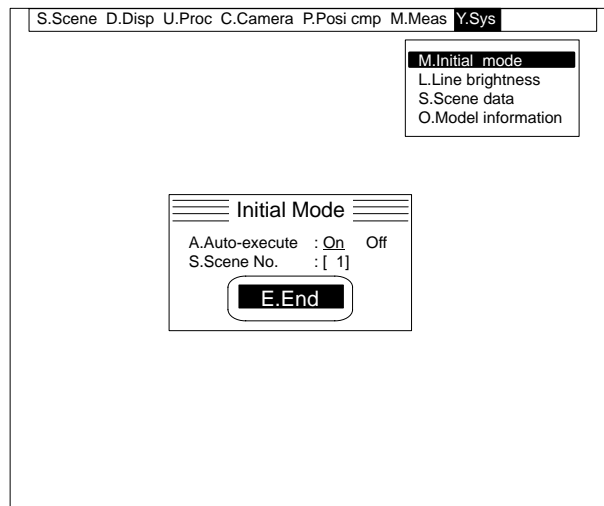 S.Scene D.Disp U.Proc C.Camera P.Posi cmp M.Meas Y.Sys
M.Initial mode
L.Line brightness
S.Scene data
O.Model information
Initial Mode
A.Auto-execute : On Off
S.Scene No. : [ 1]
E.End